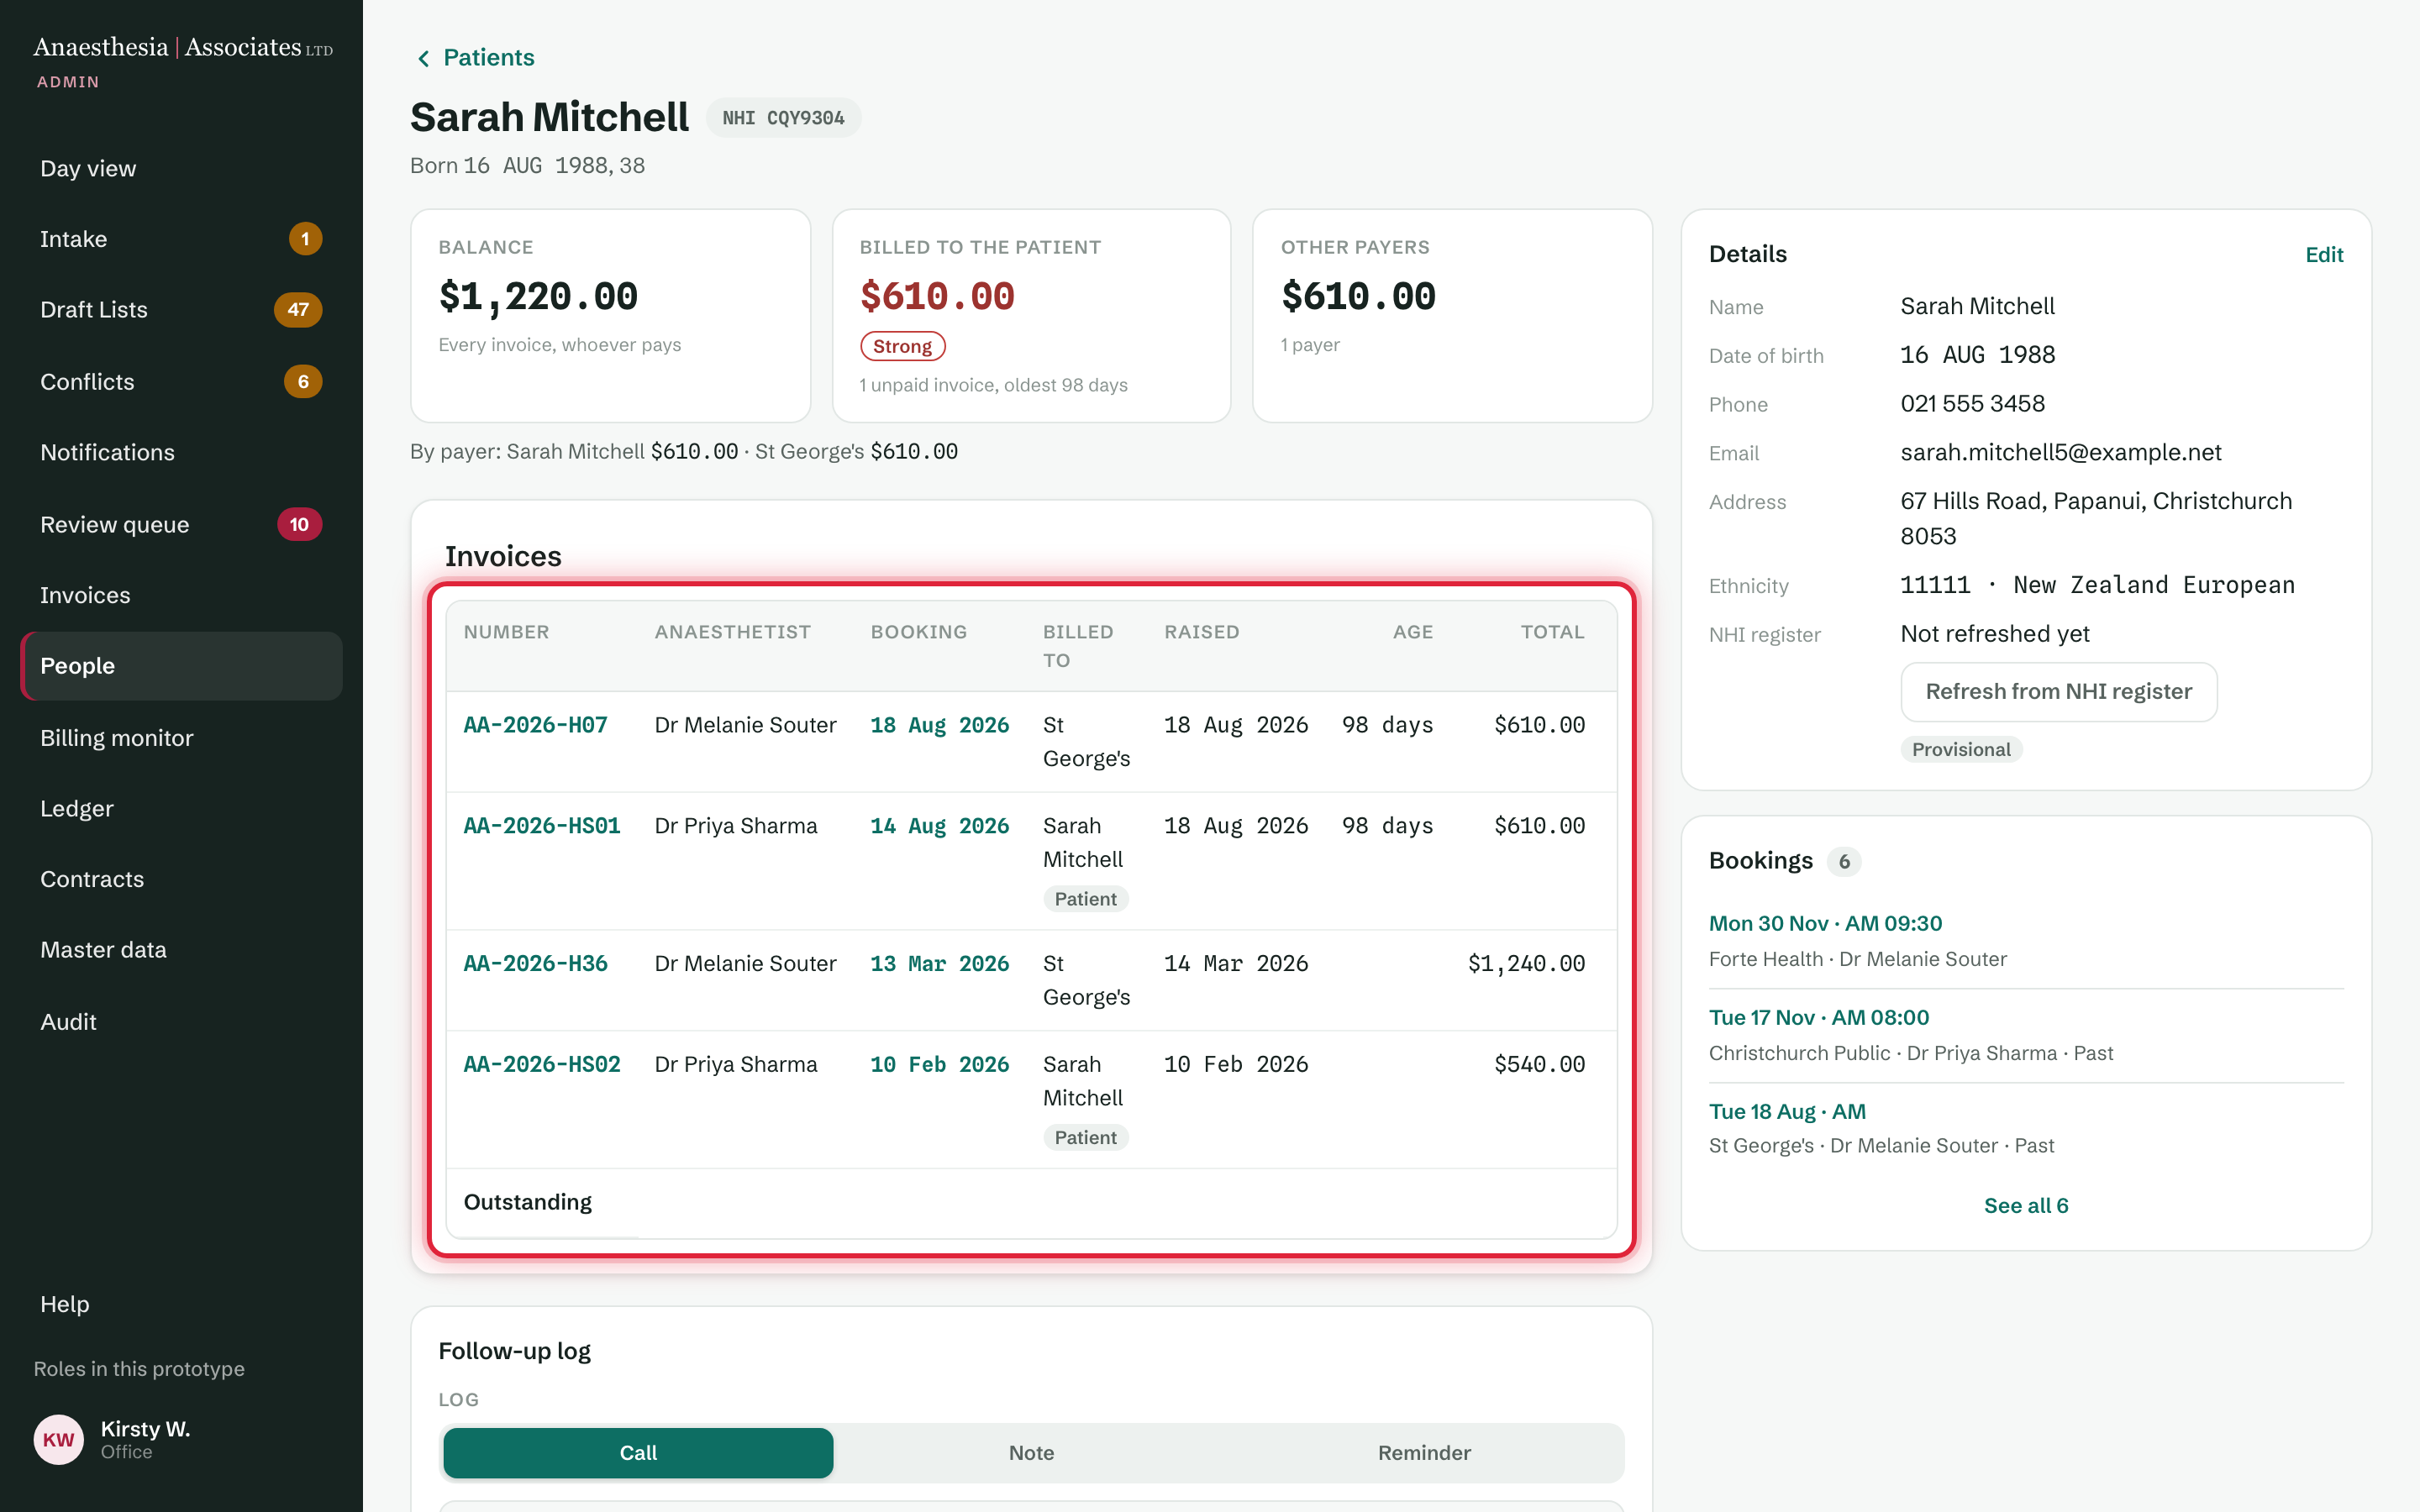 Anaesthesia | Associates LTD
ADMIN
Day view
Intake 1
Draft Lists 47
Conflicts 6
Notifications
Review queue 10
Invoices
People
Billing monitor
Ledger
Contracts
Master data
Audit
Help
Roles in this prototype
KW
Kirsty W.
Office
Patients
Sarah Mitchell NHI CQY9304
Born 16 AUG 1988, 38
BALANCE
$1,220.00
Every invoice, whoever pays
BILLED TO THE PATIENT
$610.00
Strong
1 unpaid invoice, oldest 98 days
OTHER PAYERS
$610.00
1 payer
By payer: Sarah Mitchell $610.00 · St George's $610.00
Invoices
NUMBER ANAESTHETIST BOOKING BILLED TO RAISED AGE TOTAL
AA-2026-H07 Dr Melanie Souter 18 Aug 2026 St George's 18 Aug 2026 98 days $610.00
AA-2026-HS01 Dr Priya Sharma 14 Aug 2026 Sarah Mitchell Patient 18 Aug 2026 98 days $610.00
AA-2026-H36 Dr Melanie Souter 13 Mar 2026 St George's 14 Mar 2026 $1,240.00
AA-2026-HS02 Dr Priya Sharma 10 Feb 2026 Sarah Mitchell Patient 10 Feb 2026 $540.00
Outstanding
Follow-up log
LOG
Call Note Reminder
Details Edit
Name Sarah Mitchell
Date of birth 16 AUG 1988
Phone 021 555 3458
Email sarah.mitchell5@example.net
Address 67 Hills Road, Papanui, Christchurch
8053
Ethnicity 11111 · New Zealand European
NHI register Not refreshed yet
Refresh from NHI register
Provisional
Bookings 6
Mon 30 Nov · AM 09:30
Forte Health · Dr Melanie Souter
Tue 17 Nov · AM 08:00
Christchurch Public · Dr Priya Sharma · Past
Tue 18 Aug · AM
St George's · Dr Melanie Souter · Past
See all 6